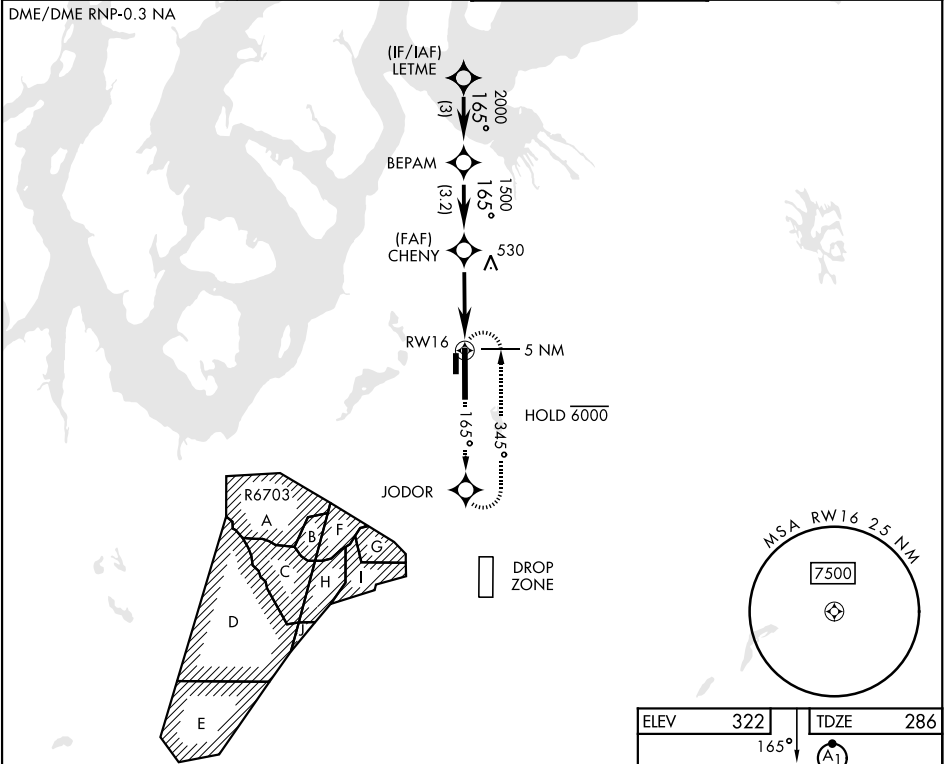 DME/DME RNP-0.3 NA
(IF/IAF)
LETME
2000
165°
(3)
BEPAM
1500
165°
(3.2)
(FAF)
CHENY
530
RW16
5 NM
HOLD 6000
165°
345°
JODOR
R6703
A
B
F
G
C
H
I
D
J
E
DROP
ZONE
MSA RW16 25 NM
7500
ELEV 322
TDZE 286
165°
A1